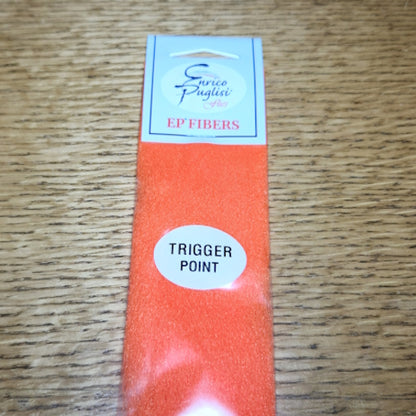 Enrico
Puglisi
flies
EP® FIBERS
TRIGGER
POINT